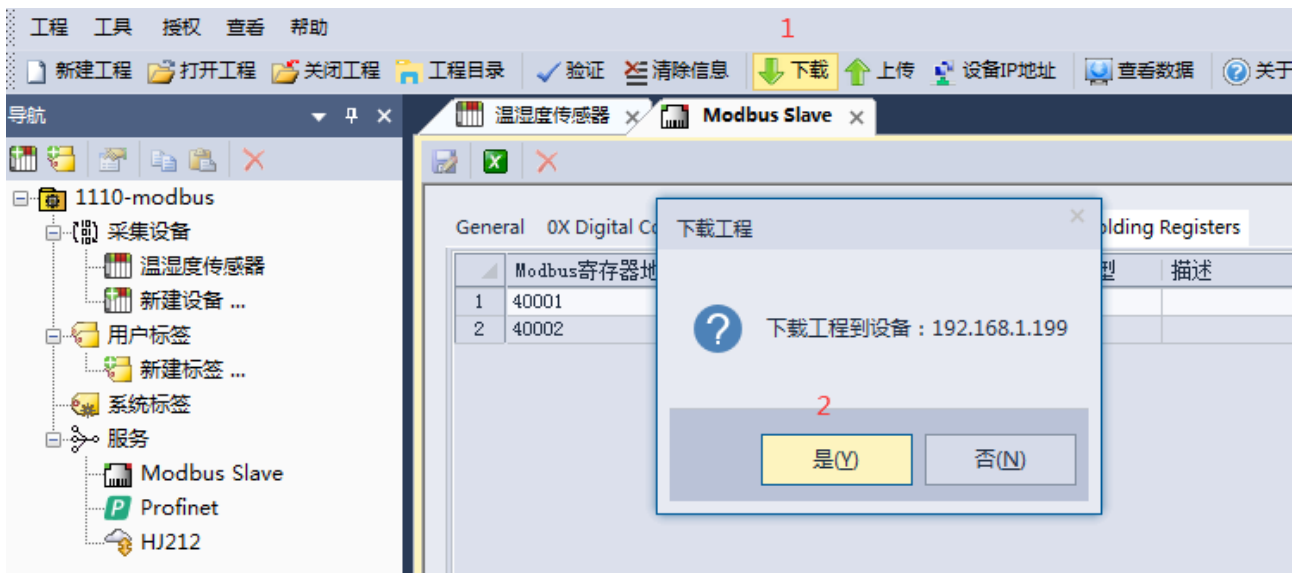 工程 工具 授权 查看 帮助 1
新建工程 打开工程 关闭工程 工程目录 验证 清除信息 下载 上传 设备IP地址 查看数据 关于
导航 温湿度传感器 Modbus Slave
1110-modbus
采集设备
温湿度传感器
新建设备 ...
用户标签
新建标签 ...
系统标签
服务
Modbus Slave
Profinet
HJ212
General 0X Digital Holding Registers
Modbus寄存器地 型 描述
1 40001
2 40002
下载工程
下载工程到设备：192.168.1.199
2
是(Y) 否(N)